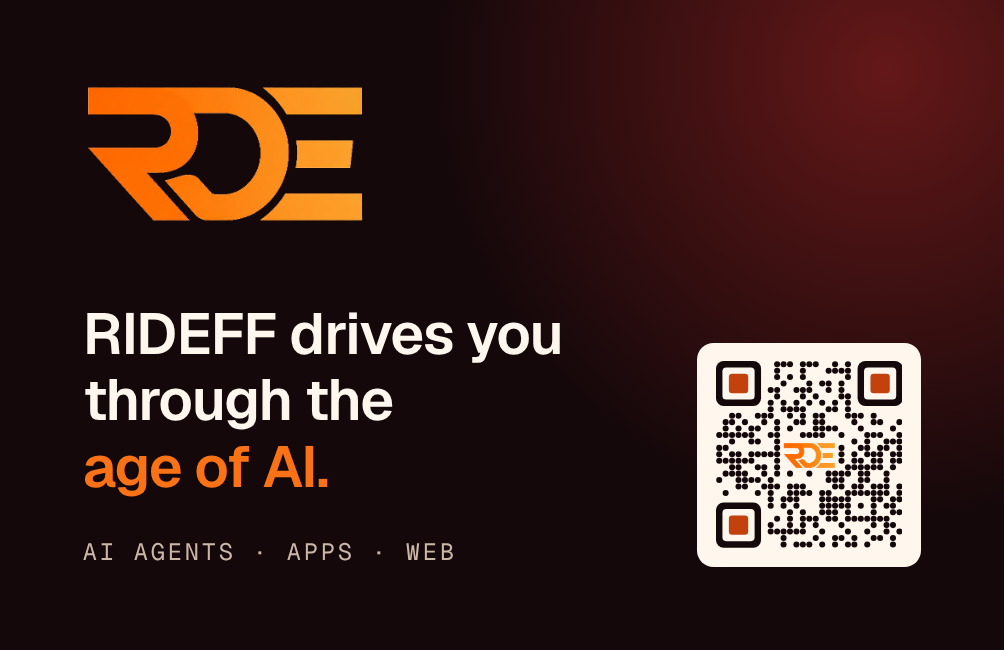 RDE
RIDEFF drives you
through the
age of AI.
AI AGENTS · APPS · WEB
RDE